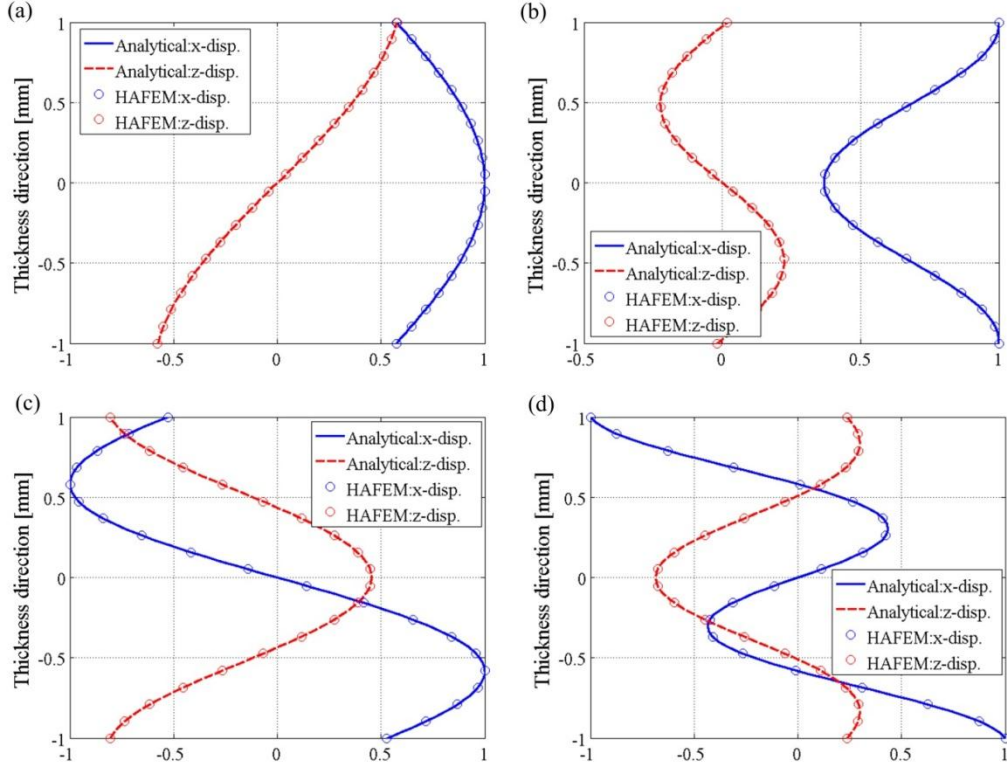 (a)
1
0.5
0
-0.5
-1
Thickness direction [mm]
Analytical:x-disp.
Analytical:z-disp.
HAFEM:x-disp.
HAFEM:z-disp.
-1 -0.5 0 0.5 1
(b)
1
0.5
0
-0.5
-1
Thickness direction [mm]
Analytical:x-disp.
Analytical:z-disp.
HAFEM:x-disp.
HAFEM:z-disp.
-0.5 0 0.5 1
(c)
1
0.5
0
-0.5
-1
Thickness direction [mm]
Analytical:x-disp.
Analytical:z-disp.
HAFEM:x-disp.
HAFEM:z-disp.
-1 -0.5 0 0.5 1
(d)
1
0.5
0
-0.5
-1
Thickness direction [mm]
Analytical:x-disp.
Analytical:z-disp.
HAFEM:x-disp.
HAFEM:z-disp.
-1 -0.5 0 0.5 1